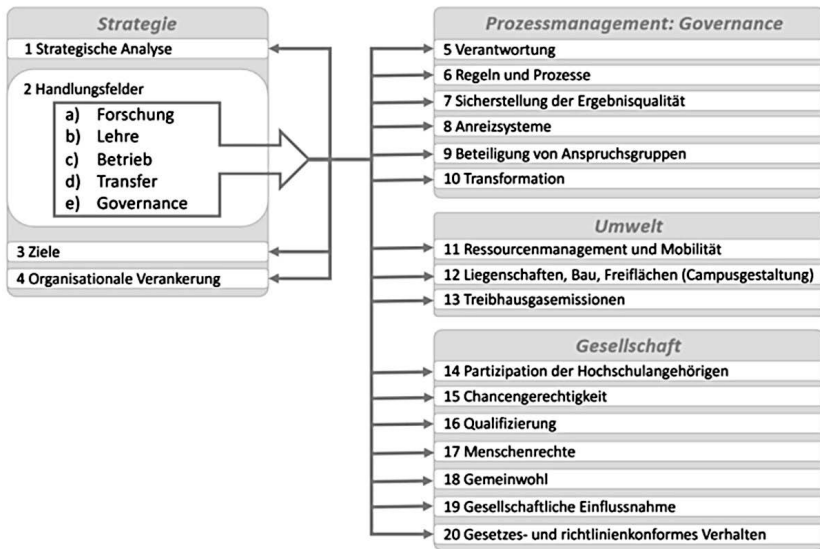 Strategie
1 Strategische Analyse
2 Handlungsfelder
a) Forschung
b) Lehre
c) Betrieb
d) Transfer
e) Governance
3 Ziele
4 Organisationale Verankerung
Prozessmanagement: Governance
5 Verantwortung
6 Regeln und Prozesse
7 Sicherstellung der Ergebnisqualität
8 Anreizsysteme
9 Beteiligung von Anspruchsgruppen
10 Transformation
Umwelt
11 Ressourcenmanagement und Mobilität
12 Liegenschaften, Bau, Freiflächen (Campusgestaltung)
13 Treibhausgasemissionen
Gesellschaft
14 Partizipation der Hochschulangehörigen
15 Chancengerechtigkeit
16 Qualifizierung
17 Menschenrechte
18 Gemeinwohl
19 Gesellschaftliche Einflussnahme
20 Gesetzes- und richtlinienkonformes Verhalten